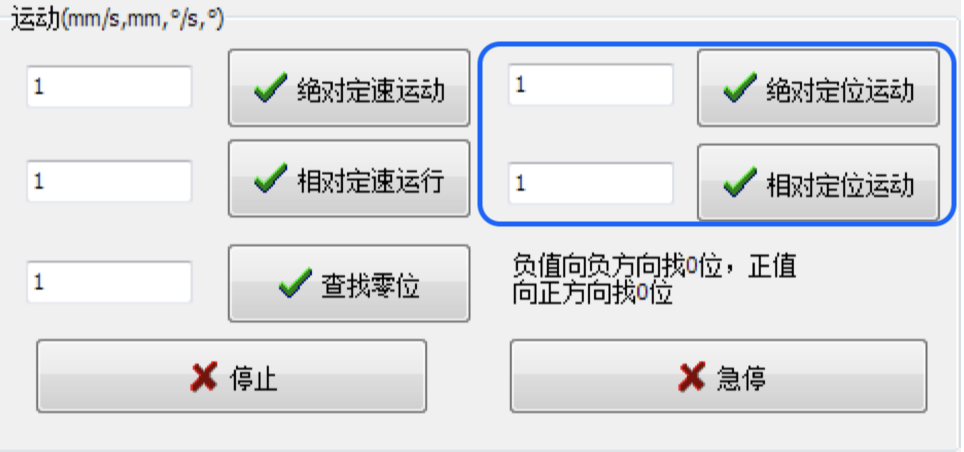 运动(mm/s,mm,°/s,°)
1 绝对定速运动 1 绝对定位运动
1 相对定速运行 1 相对定位运动
1 查找零位 负值向负方向找0位，正值
向正方向找0位
停止 急停